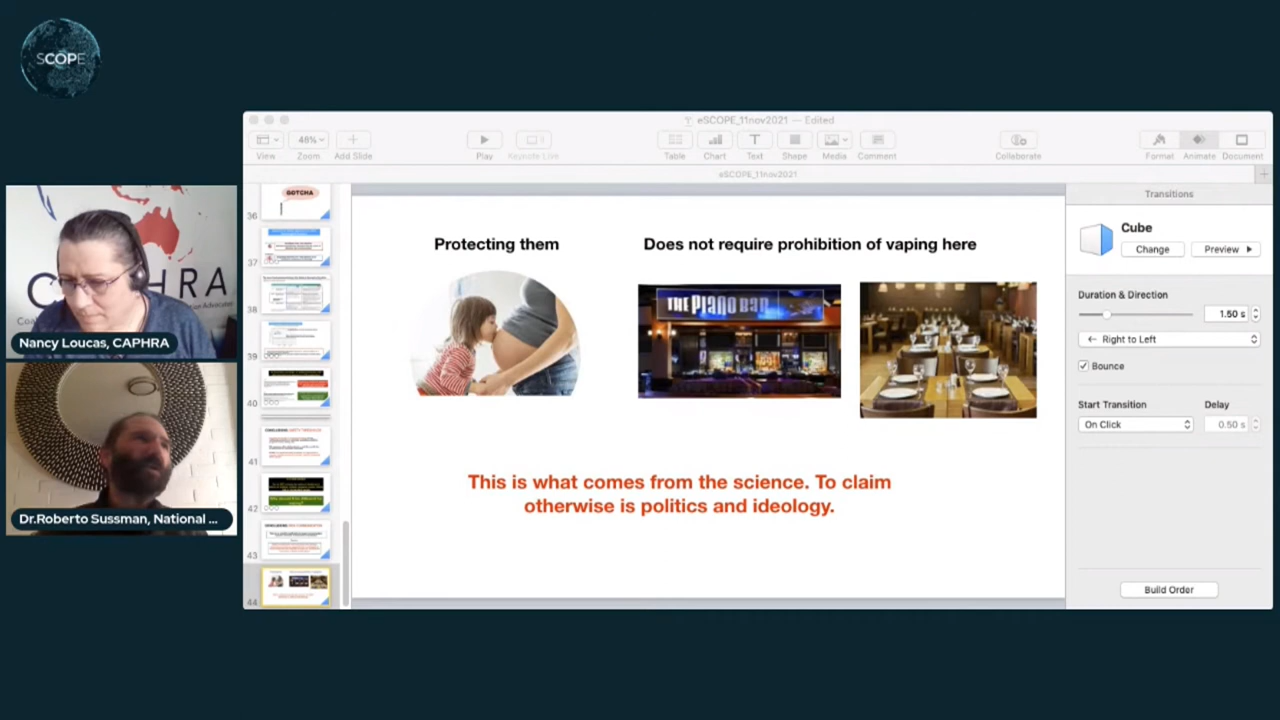 SCOPE
eSCOPE_11nov2021 — Edited
46%
View
Zoom
Add Slide
Play
Keynote Live
Table
Chart
Text
Shape
Media
Comment
Collaborate
Format
Animate
Document
eSCOPE_11nov2021
GOTCHA
36
37
38
39
40
41
42
43
44
Protecting them
Does not require prohibition of vaping here
THE PIANO BAR
This is what comes from the science. To claim
otherwise is politics and ideology.
Transitions
Cube
Change
Preview
Duration & Direction
1.50 s
Right to Left
Bounce
Start Transition
Delay
On Click
0.50 s
Build Order
Nancy Loucas, CAPHRA
Dr.Roberto Sussman, National ...